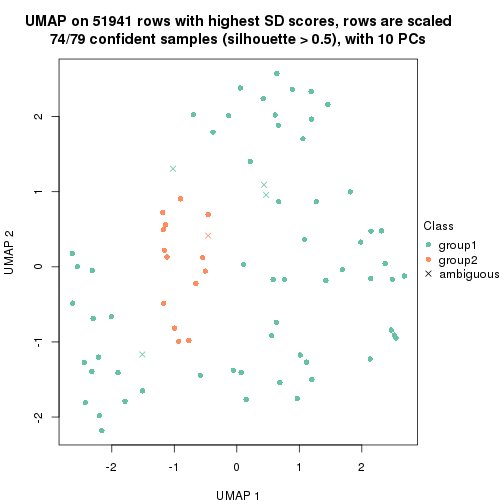 UMAP on 51941 rows with highest SD scores, rows are scaled
74/79 confident samples (silhouette > 0.5), with 10 PCs
2
1
0
-1
-2
UMAP 2
-2
-1
0
1
2
UMAP 1
Class
group1
group2
ambiguous